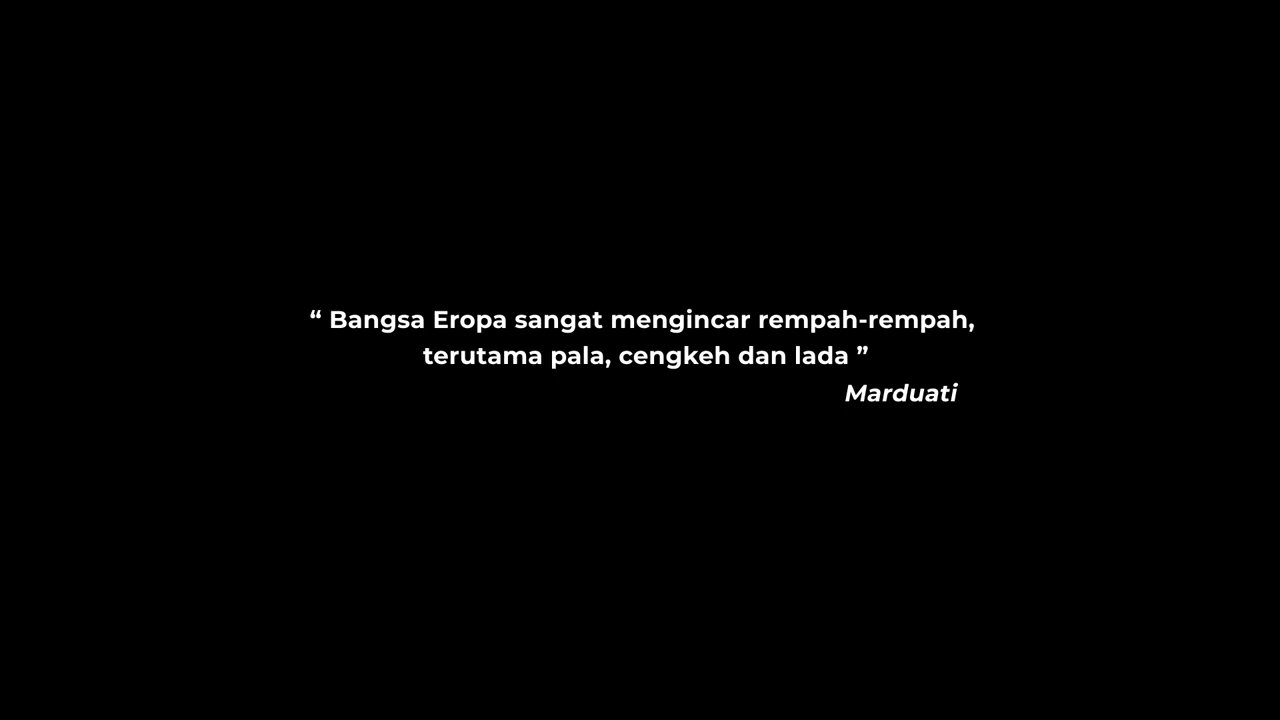 “ Bangsa Eropa sangat mengincar rempah-rempah,
terutama pala, cengkeh dan lada ”
Marduati